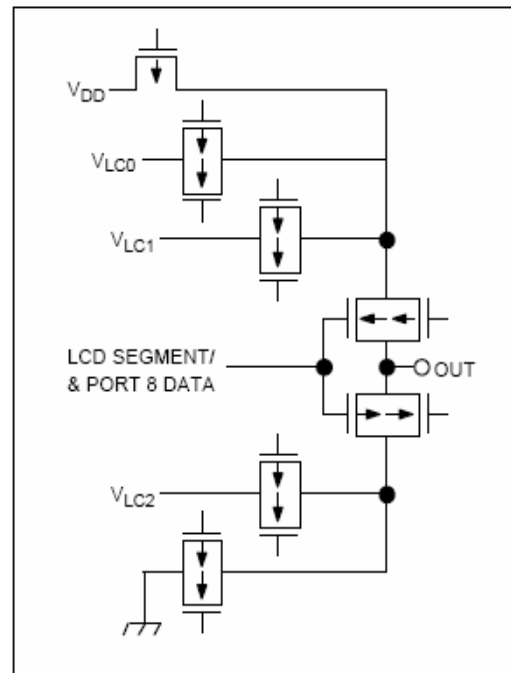 VDD
VLC0
VLC1
LCD SEGMENT/
& PORT 8 DATA
OUT
VLC2